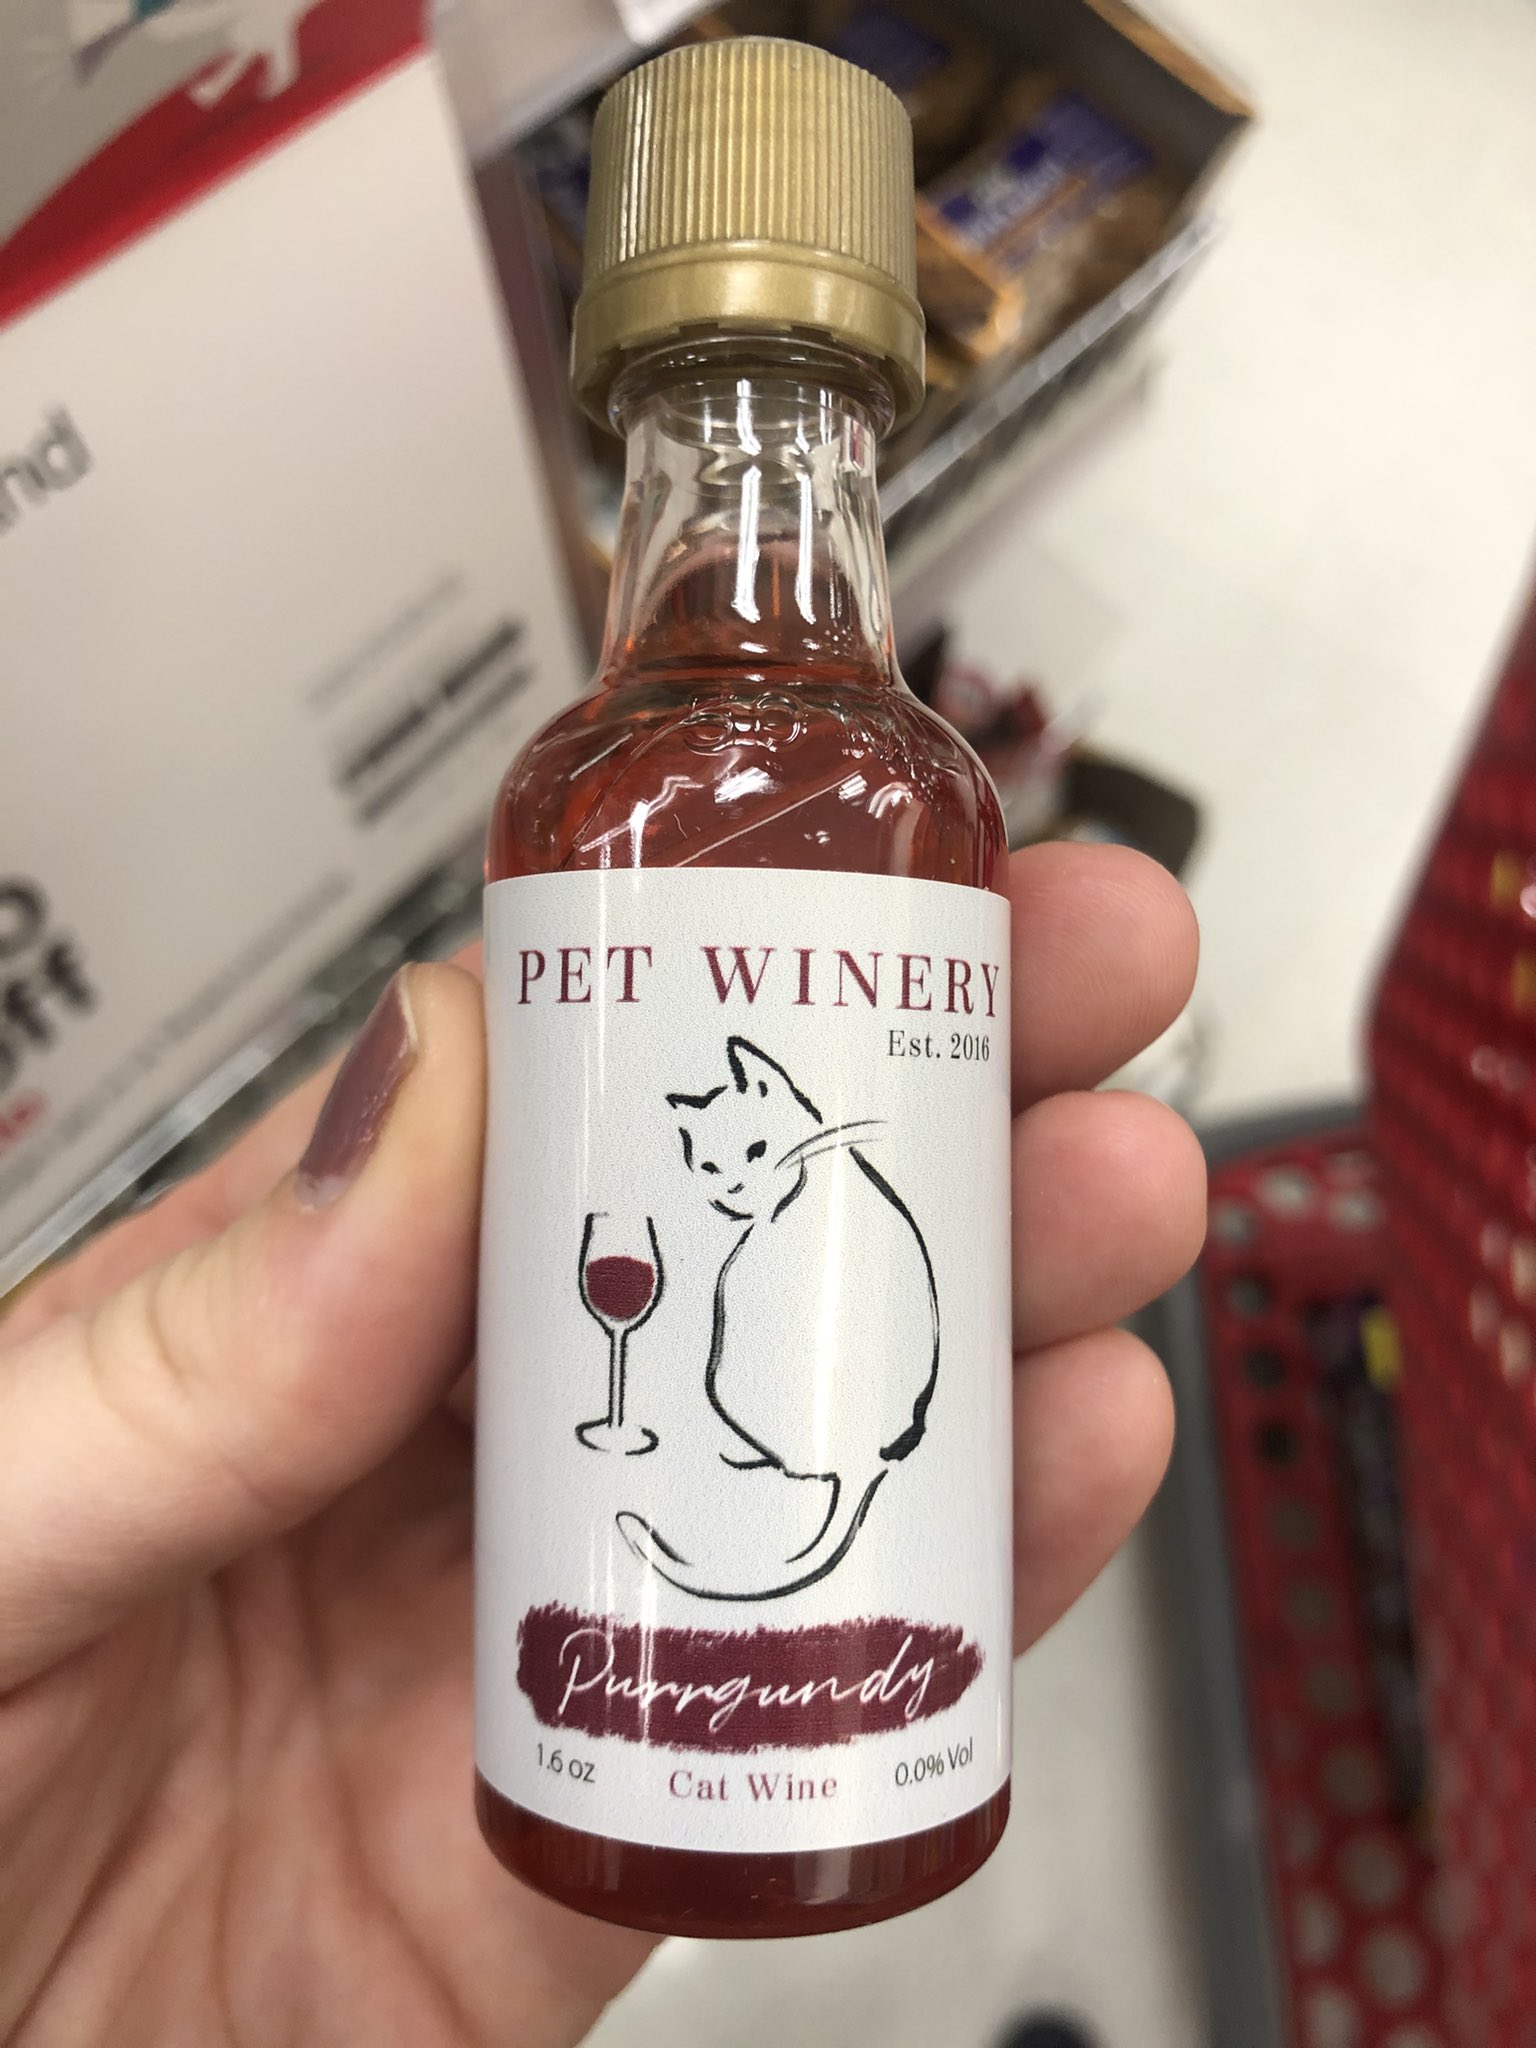 PET WINERY
Est. 2016
Purrgundy
1.6 oz
Cat Wine
0.0% Vol